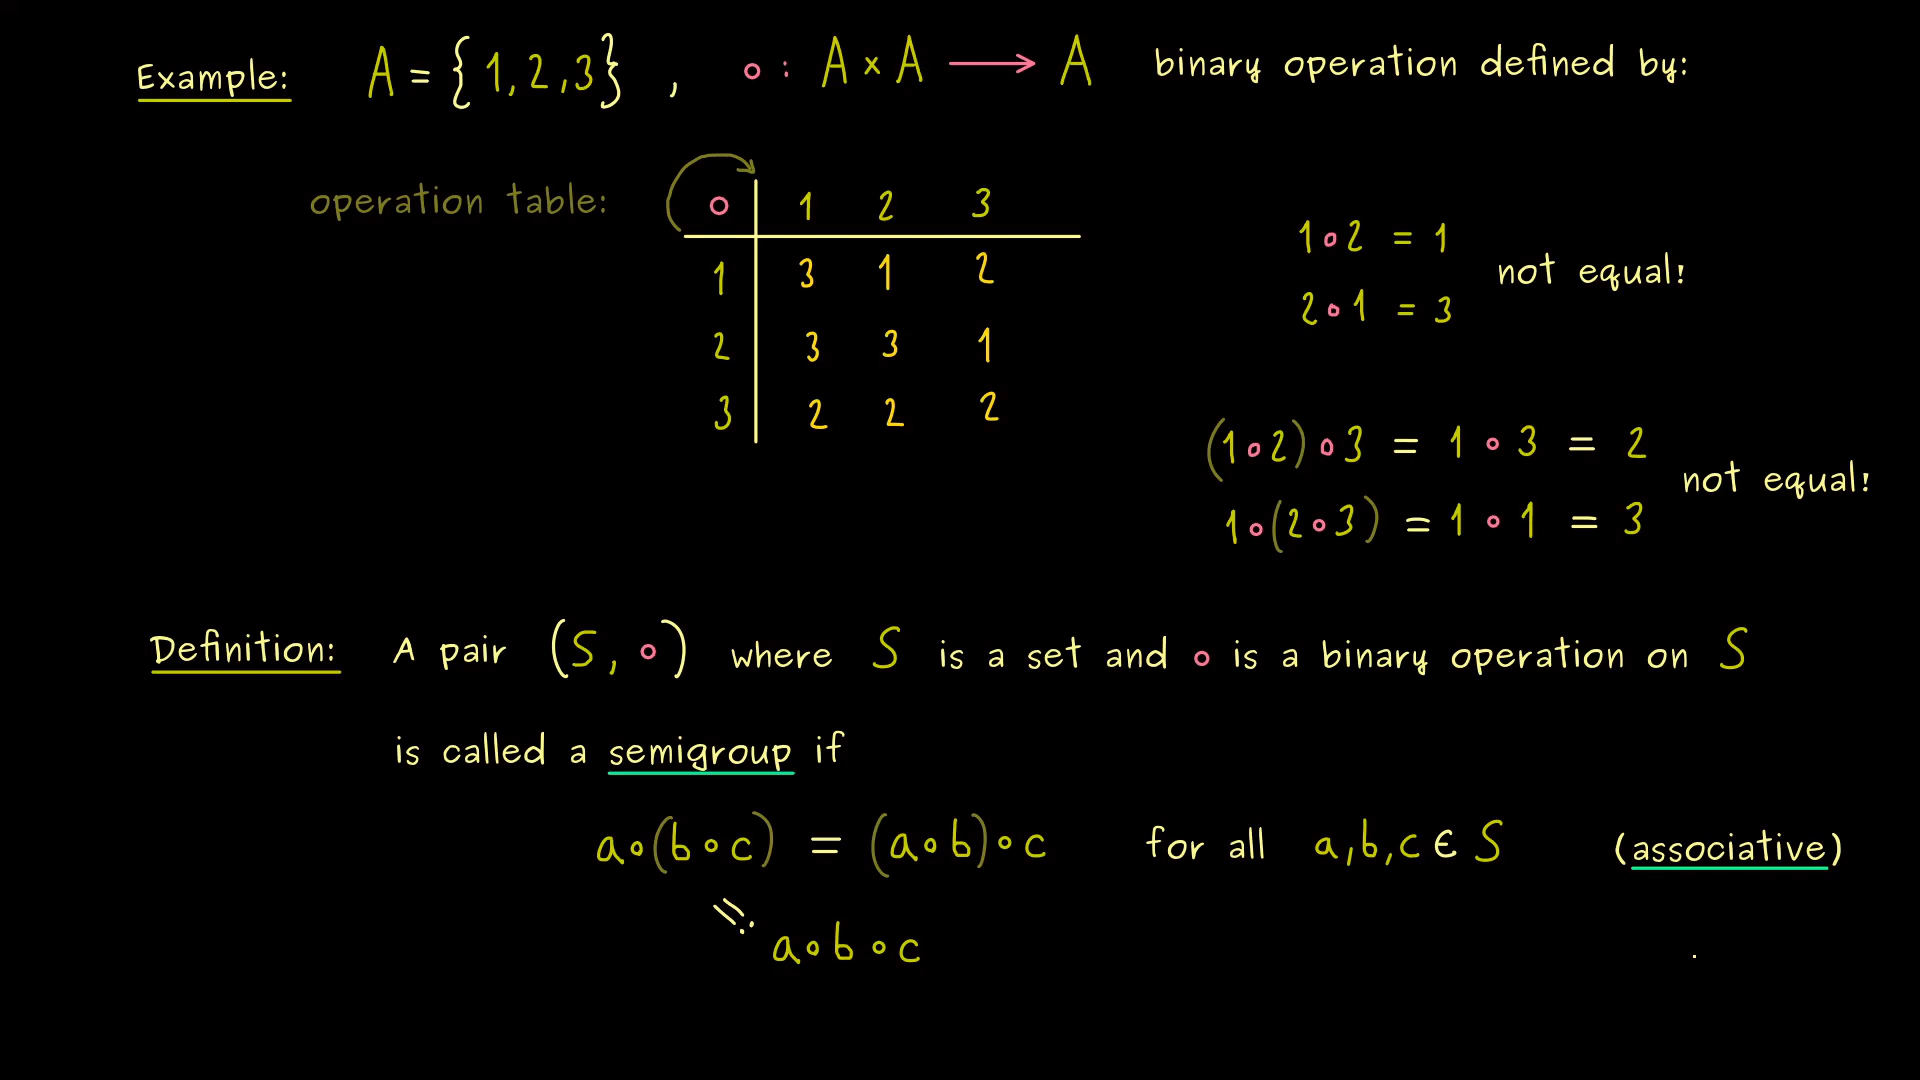 Example: A = {1, 2, 3} , ∘ : A × A ⟶ A binary operation defined by:
operation table:
∘ 1 2 3
1 3 1 2
2 3 3 1
3 2 2 2
1 ∘ 2 = 1
2 ∘ 1 = 3
not equal!
(1 ∘ 2) ∘ 3 = 1 ∘ 3 = 2
1 ∘ (2 ∘ 3) = 1 ∘ 1 = 3
not equal!
Definition: A pair (S, ∘) where S is a set and ∘ is a binary operation on S
is called a semigroup if
a ∘ (b ∘ c) = (a ∘ b) ∘ c for all a, b, c ∈ S (associative)
=: a ∘ b ∘ c